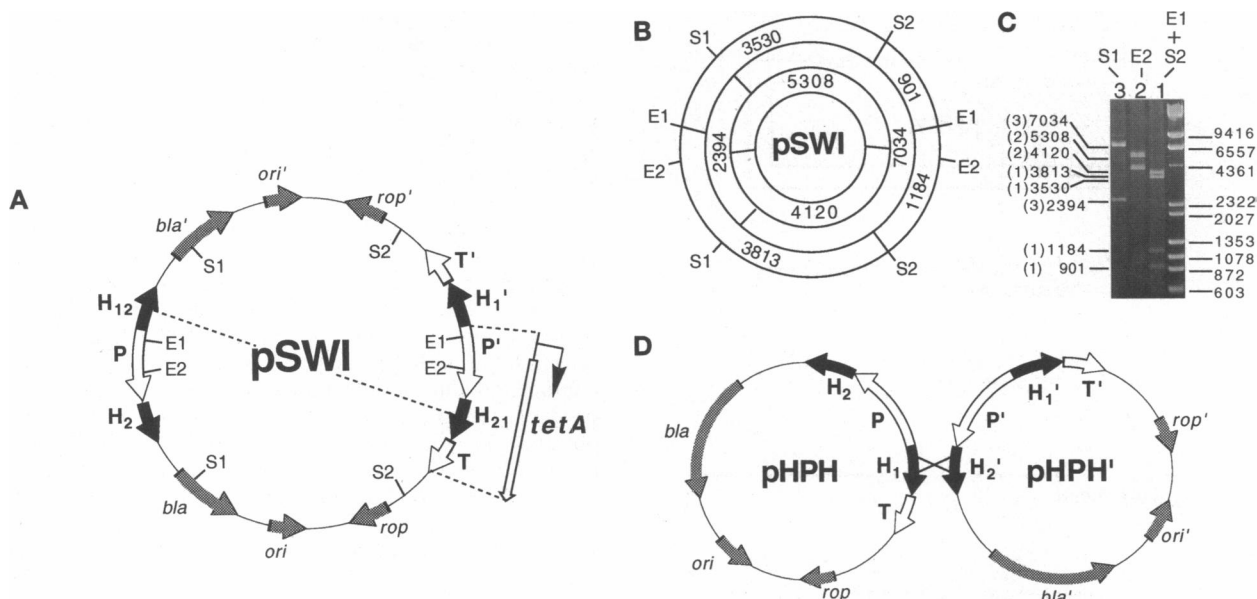 A
ori'
rop'
bla'
S1
S2
T'
H12
H1'
P
E1
E2
pSWI
E1
E2
P'
tetA
H2
H21
S1
S2
T
bla
ori
rop
B
S1
3530
S2
5308
901
E1
E1
pSWI
2394
7034
E2
E2
4120
1184
S1
3813
S2
C
E1
+
S1 E2 S2
3 2 1
(3)7034
(2)5308
(2)4120
(1)3813
(1)3530
(3)2394
(1)1184
(1) 901
9416
6557
4361
2322
2027
1353
1078
872
603
D
H2
H1'
T'
bla
P
P'
rop'
pHPH
H1
H2'
pHPH'
T
ori
rop
ori'
bla'